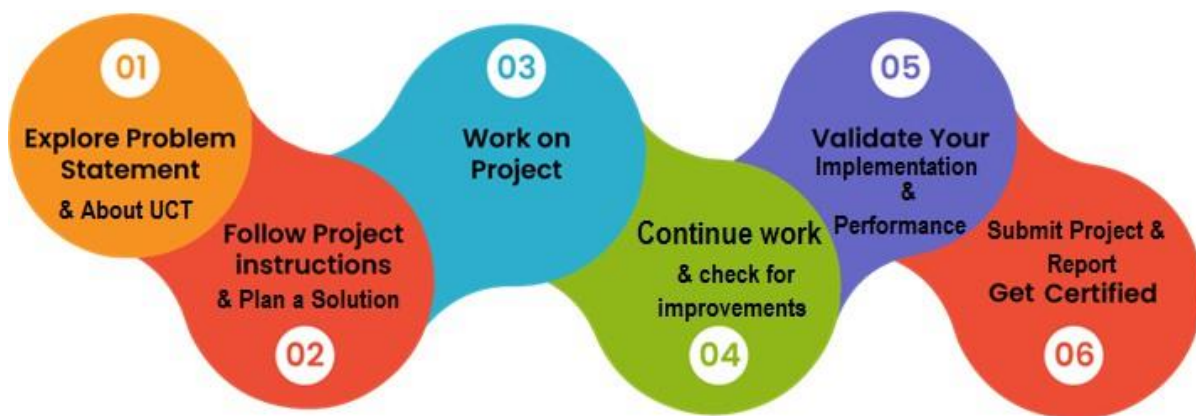 01
Explore Problem
Statement
& About UCT
Follow Project
instructions
& Plan a Solution
02
03
Work on
Project
Continue work
& check for
improvements
04
05
Validate Your
Implementation
&
Performance
Submit Project &
Report
Get Certified
06